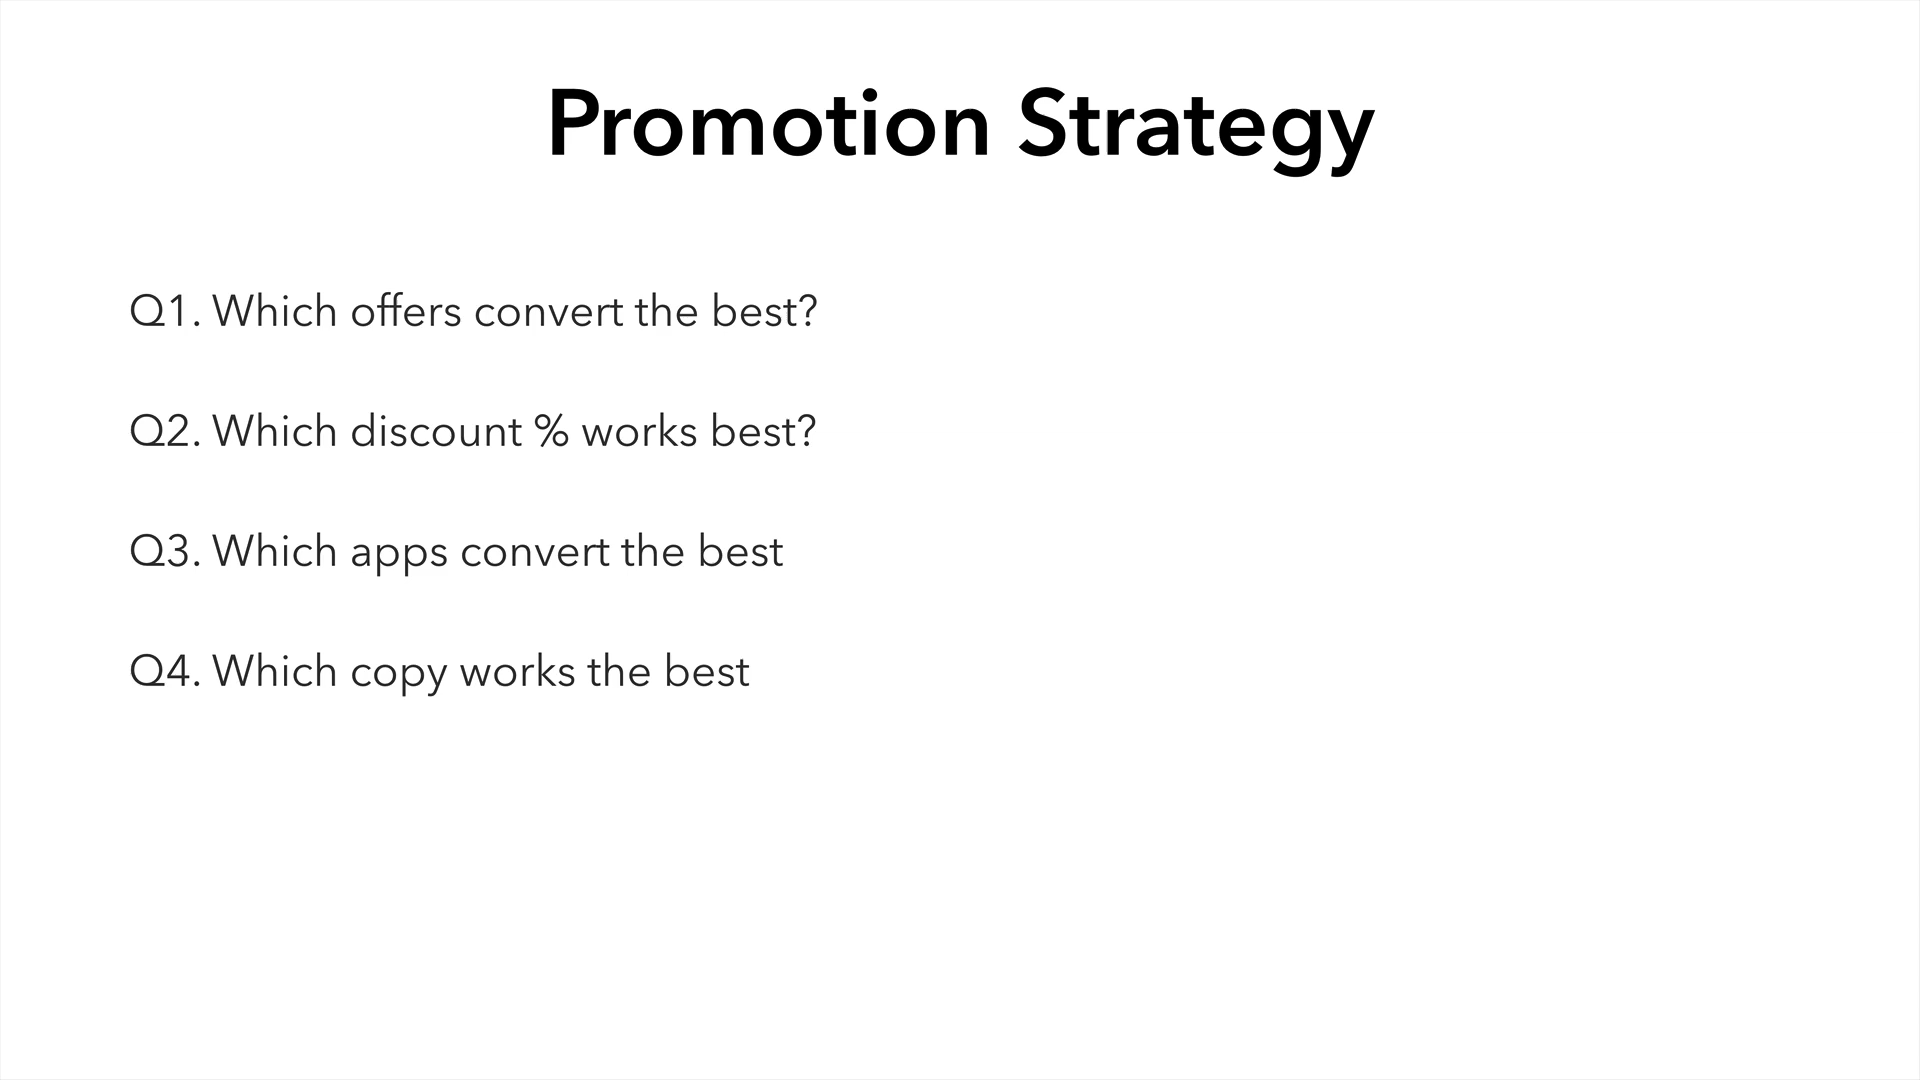 Promotion Strategy
Q1. Which offers convert the best?
Q2. Which discount % works best?
Q3. Which apps convert the best
Q4. Which copy works the best